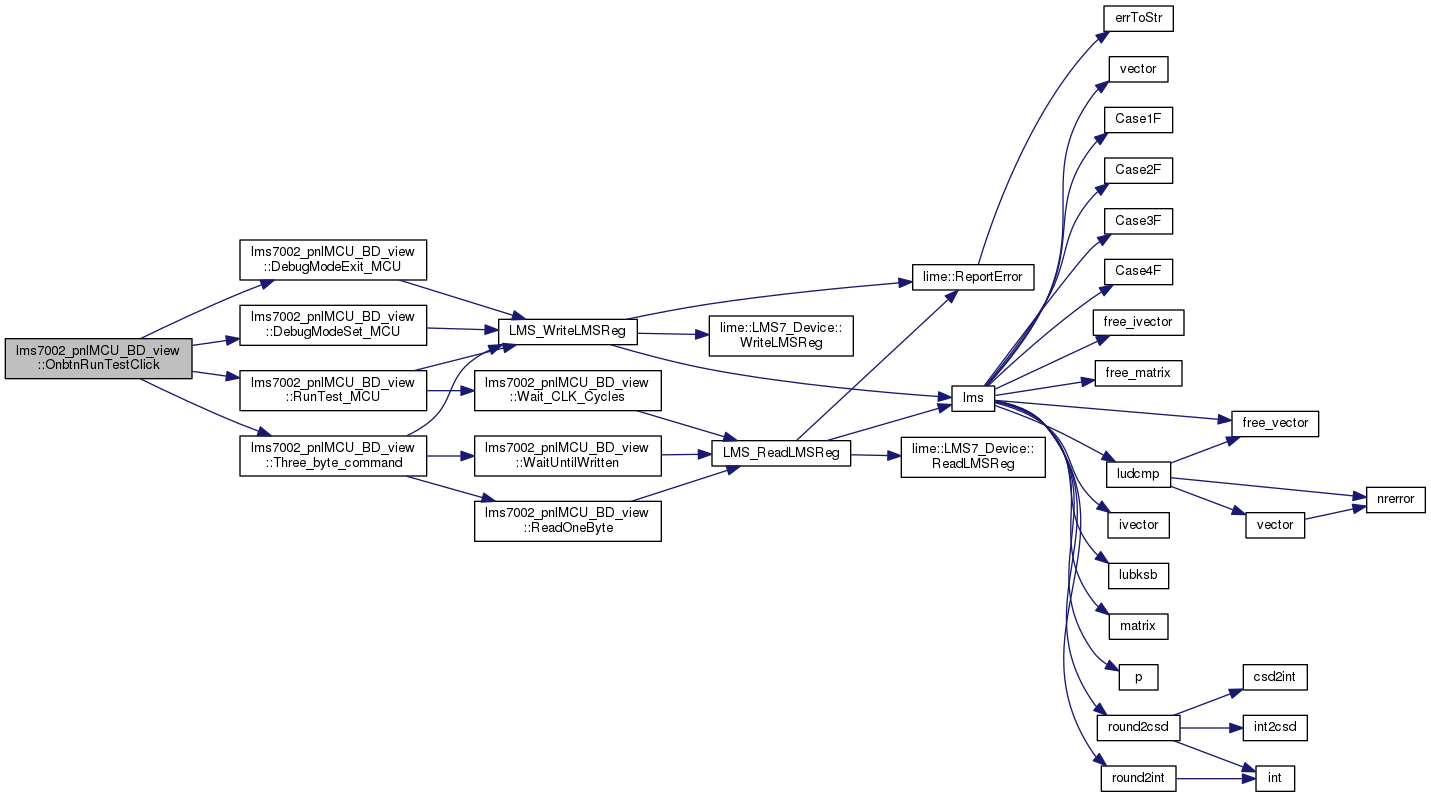 lms7002_pnlMCU_BD_view
::OnbtnRunTestClick
lms7002_pnlMCU_BD_view
::DebugModeExit_MCU
lms7002_pnlMCU_BD_view
::DebugModeSet_MCU
lms7002_pnlMCU_BD_view
::RunTest_MCU
lms7002_pnlMCU_BD_view
::Three_byte_command
LMS_WriteLMSReg
lms7002_pnlMCU_BD_view
::Wait_CLK_Cycles
lms7002_pnlMCU_BD_view
::WaitUntilWritten
lms7002_pnlMCU_BD_view
::ReadOneByte
lime::LMS7_Device::
WriteLMSReg
LMS_ReadLMSReg
lime::ReportError
lms
lime::LMS7_Device::
ReadLMSReg
errToStr
vector
Case1F
Case2F
Case3F
Case4F
free_ivector
free_matrix
free_vector
ludcmp
nrerror
ivector
vector
lubksb
matrix
p
csd2int
round2csd
int2csd
round2int
int